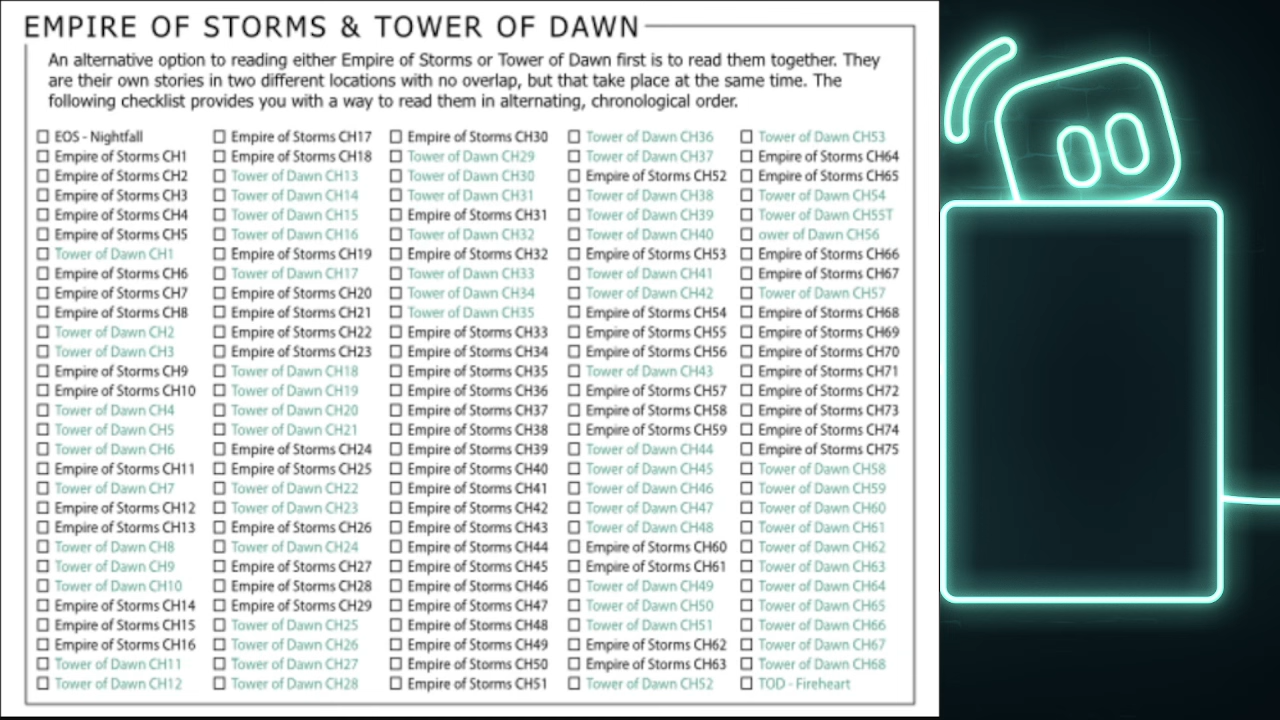 EMPIRE OF STORMS & TOWER OF DAWN
An alternative option to reading either Empire of Storms or Tower of Dawn first is to read them together. They
are their own stories in two different locations with no overlap, but that take place at the same time. The
following checklist provides you with a way to read them in alternating, chronological order.
EOS - Nightfall
Empire of Storms CH1
Empire of Storms CH2
Empire of Storms CH3
Empire of Storms CH4
Empire of Storms CH5
Tower of Dawn CH1
Empire of Storms CH6
Empire of Storms CH7
Empire of Storms CH8
Tower of Dawn CH2
Tower of Dawn CH3
Empire of Storms CH9
Empire of Storms CH10
Tower of Dawn CH4
Tower of Dawn CH5
Tower of Dawn CH6
Empire of Storms CH11
Tower of Dawn CH7
Empire of Storms CH12
Empire of Storms CH13
Tower of Dawn CH8
Tower of Dawn CH9
Tower of Dawn CH10
Empire of Storms CH14
Empire of Storms CH15
Empire of Storms CH16
Tower of Dawn CH11
Tower of Dawn CH12
Empire of Storms CH17
Empire of Storms CH18
Tower of Dawn CH13
Tower of Dawn CH14
Tower of Dawn CH15
Tower of Dawn CH16
Empire of Storms CH19
Tower of Dawn CH17
Empire of Storms CH20
Empire of Storms CH21
Empire of Storms CH22
Empire of Storms CH23
Tower of Dawn CH18
Tower of Dawn CH19
Tower of Dawn CH20
Tower of Dawn CH21
Empire of Storms CH24
Empire of Storms CH25
Tower of Dawn CH22
Tower of Dawn CH23
Empire of Storms CH26
Tower of Dawn CH24
Empire of Storms CH27
Empire of Storms CH28
Empire of Storms CH29
Tower of Dawn CH25
Tower of Dawn CH26
Tower of Dawn CH27
Tower of Dawn CH28
Empire of Storms CH30
Tower of Dawn CH29
Tower of Dawn CH30
Tower of Dawn CH31
Empire of Storms CH31
Tower of Dawn CH32
Empire of Storms CH32
Tower of Dawn CH33
Tower of Dawn CH34
Tower of Dawn CH35
Empire of Storms CH33
Empire of Storms CH34
Empire of Storms CH35
Empire of Storms CH36
Empire of Storms CH37
Empire of Storms CH38
Empire of Storms CH39
Empire of Storms CH40
Empire of Storms CH41
Empire of Storms CH42
Empire of Storms CH43
Empire of Storms CH44
Empire of Storms CH45
Empire of Storms CH46
Empire of Storms CH47
Empire of Storms CH48
Empire of Storms CH49
Empire of Storms CH50
Empire of Storms CH51
Tower of Dawn CH36
Tower of Dawn CH37
Empire of Storms CH52
Tower of Dawn CH38
Tower of Dawn CH39
Tower of Dawn CH40
Empire of Storms CH53
Tower of Dawn CH41
Tower of Dawn CH42
Empire of Storms CH54
Empire of Storms CH55
Empire of Storms CH56
Tower of Dawn CH43
Empire of Storms CH57
Empire of Storms CH58
Empire of Storms CH59
Tower of Dawn CH44
Tower of Dawn CH45
Tower of Dawn CH46
Tower of Dawn CH47
Tower of Dawn CH48
Empire of Storms CH60
Empire of Storms CH61
Tower of Dawn CH49
Tower of Dawn CH50
Tower of Dawn CH51
Empire of Storms CH62
Empire of Storms CH63
Tower of Dawn CH52
Tower of Dawn CH53
Empire of Storms CH64
Empire of Storms CH65
Tower of Dawn CH54
Tower of Dawn CH55T
ower of Dawn CH56
Empire of Storms CH66
Empire of Storms CH67
Tower of Dawn CH57
Empire of Storms CH68
Empire of Storms CH69
Empire of Storms CH70
Empire of Storms CH71
Empire of Storms CH72
Empire of Storms CH73
Empire of Storms CH74
Empire of Storms CH75
Tower of Dawn CH58
Tower of Dawn CH59
Tower of Dawn CH60
Tower of Dawn CH61
Tower of Dawn CH62
Tower of Dawn CH63
Tower of Dawn CH64
Tower of Dawn CH65
Tower of Dawn CH66
Tower of Dawn CH67
Tower of Dawn CH68
TOD - Fireheart